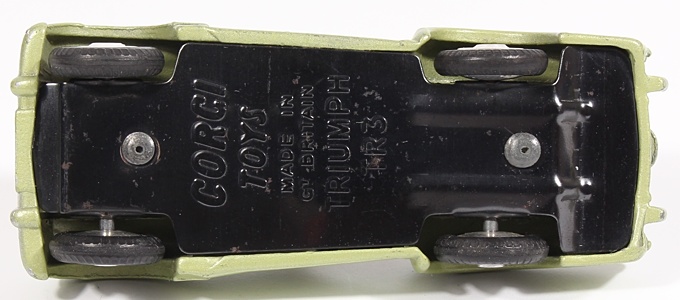 CORGI
TOYS
MADE IN
GT. BRITAIN
TRIUMPH
TR3